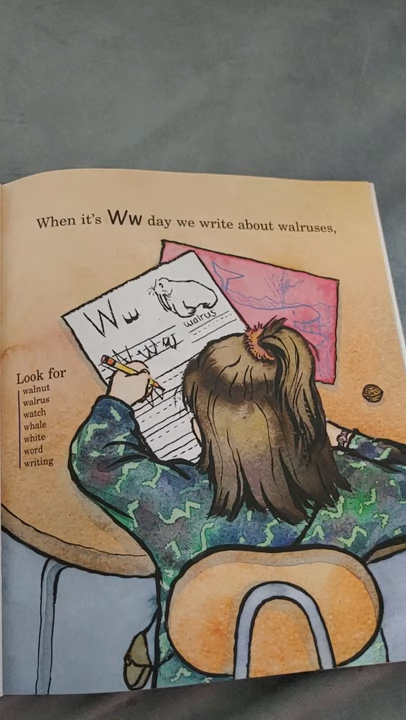 When it's Ww day we write about walruses,
Ww
walrus
Look for
walnut
walrus
watch
whale
white
word
writing